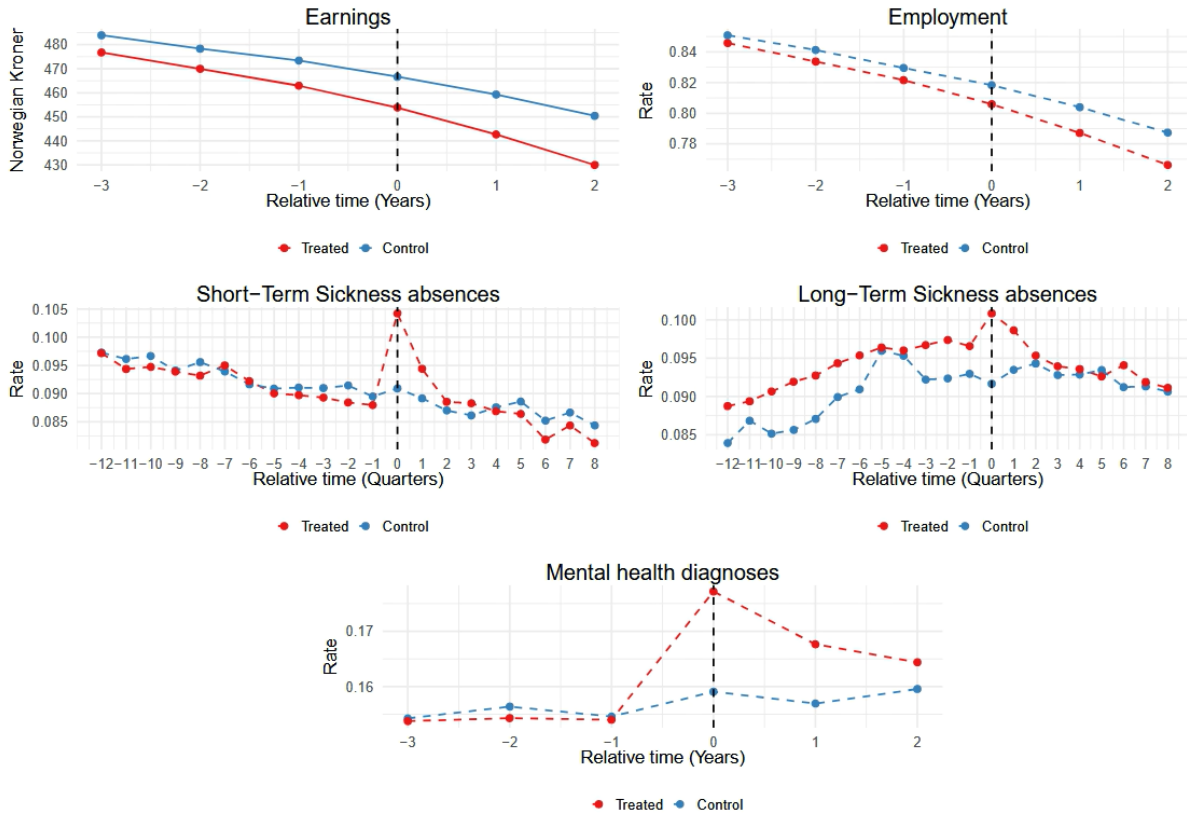 Earnings
Norwegian Kroner
480
470
460
450
440
430
−3 −2 −1 0 1 2
Relative time (Years)
Treated Control
Employment
Rate
0.84
0.82
0.80
0.78
−3 −2 −1 0 1 2
Relative time (Years)
Treated Control
Short−Term Sickness absences
Rate
0.105
0.100
0.095
0.090
0.085
−12 −11 −10 −9 −8 −7 −6 −5 −4 −3 −2 −1 0 1 2 3 4 5 6 7 8
Relative time (Quarters)
Treated Control
Long−Term Sickness absences
Rate
0.100
0.095
0.090
0.085
−12 −11 −10 −9 −8 −7 −6 −5 −4 −3 −2 −1 0 1 2 3 4 5 6 7 8
Relative time (Quarters)
Treated Control
Mental health diagnoses
Rate
0.17
0.16
−3 −2 −1 0 1 2
Relative time (Years)
Treated Control